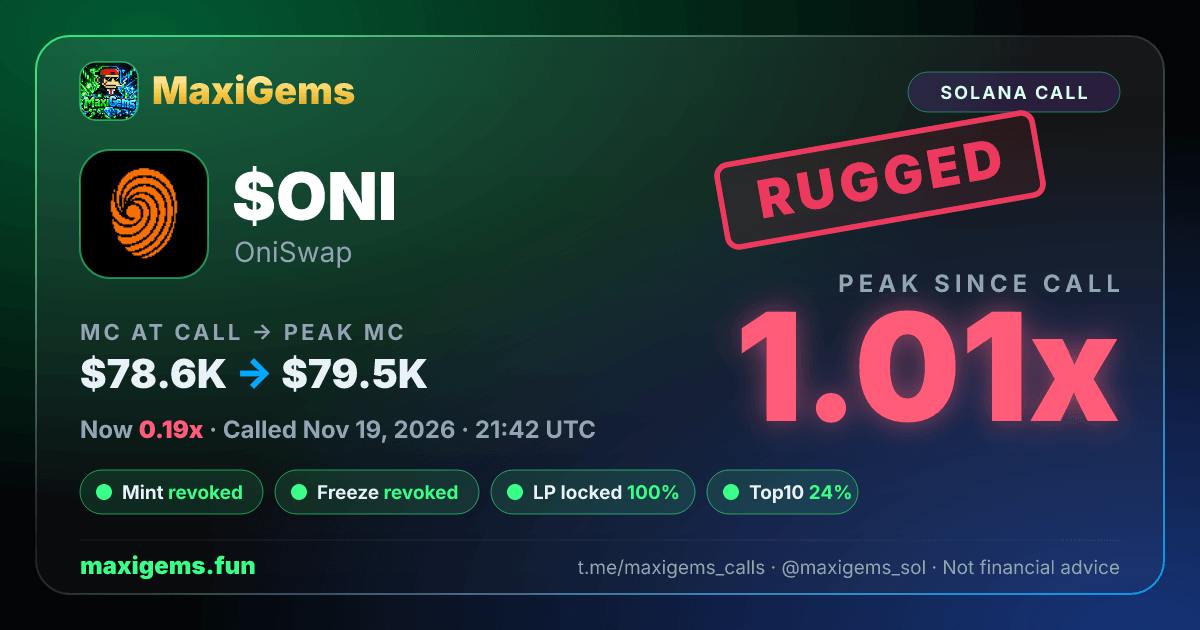 MaxiGems
SOLANA CALL
RUGGED
$ONI
OniSwap
PEAK SINCE CALL
1.01x
MC AT CALL → PEAK MC
$78.6K → $79.5K
Now 0.19x · Called Nov 19, 2026 · 21:42 UTC
Mint revoked
Freeze revoked
LP locked 100%
Top10 24%
maxigems.fun
t.me/maxigems_calls · @maxigems_sol · Not financial advice